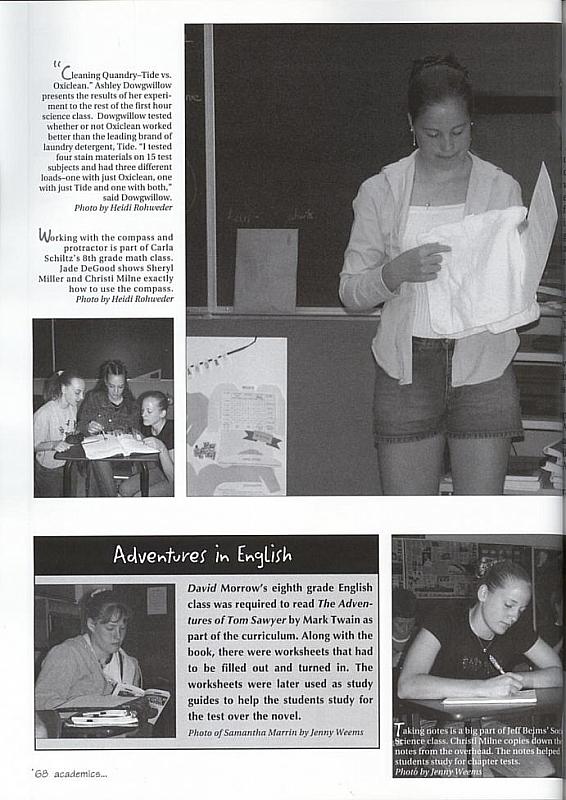 "Cleaning Quandry–Tide vs.
Oxiclean." Ashley Dowgwillow
presents the results of her experi-
ment to the rest of the first hour
science class. Dowgwillow tested
whether or not Oxiclean worked
better than the leading brand of
laundry detergent, Tide. "I tested
four stain materials on 15 test
subjects and had three different
loads–one with just Oxiclean, one
with just Tide and one with both,"
said Dowgwillow.
Photo by Heidi Rohweder
Working with the compass and
protractor is part of Carla
Schiltz's 8th grade math class.
Jade DeGood shows Sheryl
Miller and Christi Milne exactly
how to use the compass.
Photo by Heidi Rohweder
Adventures in English
David Morrow's eighth grade English
class was required to read The Adven-
tures of Tom Sawyer by Mark Twain as
part of the curriculum. Along with the
book, there were worksheets that had
to be filled out and turned in. The
worksheets were later used as study
guides to help the students study for
the test over the novel.
Photo of Samantha Marrin by Jenny Weems
Taking notes is a big part of Jeff Beims'
Science class. Christi Milne copies down
notes from the overhead. The notes helped
students study for chapter tests.
Photo by Jenny Weems
'68 academics...